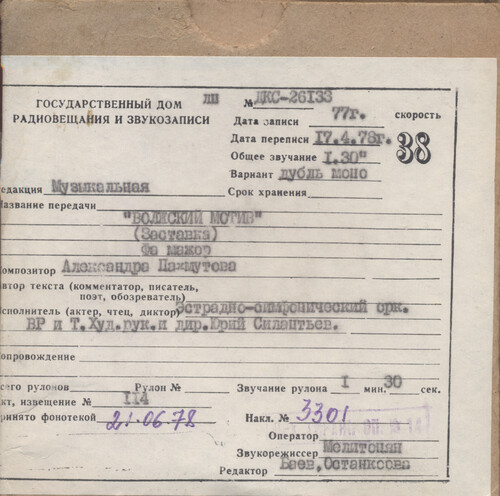 ГОСУДАРСТВЕННЫЙ ДОМ
РАДИОВЕЩАНИЯ И ЗВУКОЗАПИСИ
ЛП № ДКС-26133
Дата записи 77г. скорость
Дата переписи 17.4.78г. 38
Общее звучание 1.30"
Вариант дубль моно
едакция Музыкальная Срок хранения
Название передачи
"ВОЛЖСКИЙ МОТИВ"
(Заставка)
Фа мажор
Композитор Александра Пахмутова
втор текста (комментатор, писатель,
поэт, обозреватель)
сполнитель (актер, чтец, диктор) Эстрадно-симфонический орк.
ВР и Т. Худ.рук. и дир. Юрий Силантьев.
опровождение
сего рулонов Рулон № Звучание рулона 1 мин. 30 сек.
кт, извещение № 114
ринято фонотекой 21.06.78 Накл. № 3301
Оператор
Звукорежиссер Мелитонян
Редактор Баев, Останкова